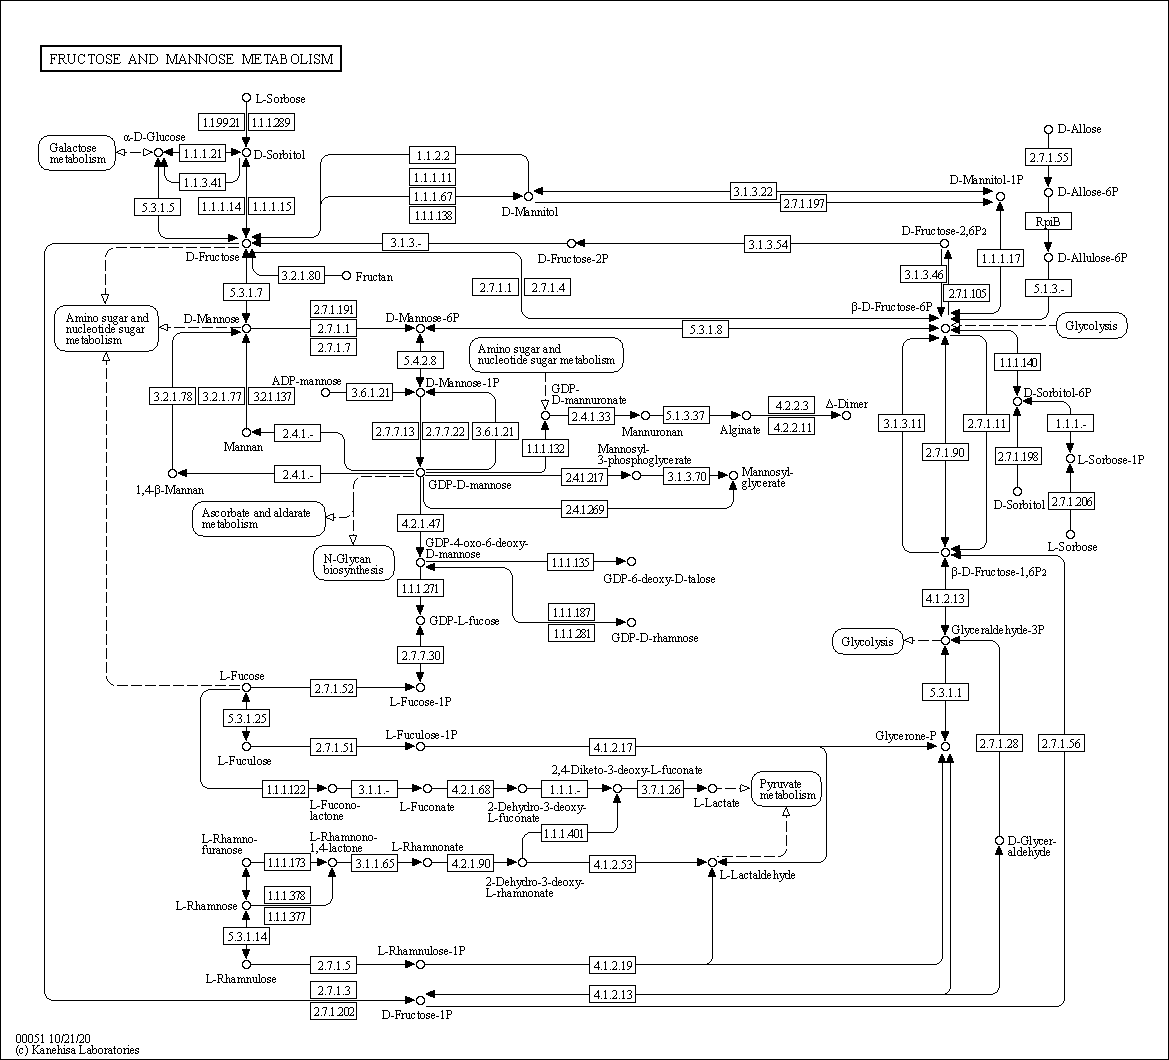 FRUCTOSE AND MANNOSE METABOLISM
L-Sorbose
1.1.99.21
1.1.1.289
α-D-Glucose
Galactose
metabolism
1.1.1.21
D-Sorbitol
1.1.3.41
5.3.1.5
1.1.1.14
1.1.1.15
1.1.2.2
1.1.1.11
1.1.1.67
1.1.1.138
D-Mannitol
3.1.3.22
2.7.1.197
D-Mannitol-1P
D-Allose
2.7.1.55
D-Allose-6P
RpiB
D-Allulose-6P
5.1.3.-
1.1.1.17
D-Fructose
3.1.3.-
D-Fructose-2P
3.1.3.54
D-Fructose-2,6P2
3.2.1.80
Fructan
2.7.1.1
2.7.1.4
3.1.3.46
2.7.1.105
β-D-Fructose-6P
5.3.1.7
Amino sugar and
nucleotide sugar
metabolism
D-Mannose
2.7.1.191
2.7.1.1
2.7.1.7
D-Mannose-6P
5.3.1.8
Glycolysis
5.4.2.8
Amino sugar and
nucleotide sugar metabolism
1.1.1.140
ADP-mannose
3.6.1.21
D-Mannose-1P
GDP-
D-mannuronate
D-Sorbitol-6P
3.2.1.78
3.2.1.77
3.2.1.137
2.4.1.33
Mannuronan
5.1.3.37
Alginate
4.2.2.3
4.2.2.11
Δ-Dimer
3.1.3.11
2.7.1.11
1.1.1.-
2.4.1.-
Mannan
2.7.7.13
2.7.7.22
3.6.1.21
1.1.1.132
2.7.1.90
2.7.1.198
L-Sorbose-1P
Mannosyl-
3-phosphoglycerate
2.4.1.-
1,4-β-Mannan
GDP-D-mannose
2.4.1.217
3.1.3.70
Mannosyl-
glycerate
2.4.1.269
D-Sorbitol
2.7.1.206
L-Sorbose
Ascorbate and aldarate
metabolism
4.2.1.47
N-Glycan
biosynthesis
GDP-4-oxo-6-deoxy-
D-mannose
1.1.1.135
GDP-6-deoxy-D-talose
β-D-Fructose-1,6P2
1.1.1.271
4.1.2.13
GDP-L-fucose
1.1.1.187
1.1.1.281
GDP-D-rhamnose
Glycolysis
Glyceraldehyde-3P
2.7.7.30
L-Fucose
2.7.1.52
L-Fucose-1P
5.3.1.1
5.3.1.25
L-Fuculose
2.7.1.51
L-Fuculose-1P
4.1.2.17
Glycerone-P
2.7.1.28
2.7.1.56
1.1.1.122
L-Fucono-
lactone
3.1.1.-
L-Fuconate
4.2.1.68
2-Dehydro-3-deoxy-
L-fuconate
1.1.1.-
2,4-Diketo-3-deoxy-L-fuconate
3.7.1.26
L-Lactate
Pyruvate
metabolism
1.1.1.401
L-Rhamno-
furanose
1.1.1.173
L-Rhamnono-
1,4-lactone
3.1.1.65
L-Rhamnonate
4.2.1.90
2-Dehydro-3-deoxy-
L-rhamnonate
4.1.2.53
L-Lactaldehyde
D-Glycer-
aldehyde
L-Rhamnose
1.1.1.378
1.1.1.377
5.3.1.14
L-Rhamnulose
2.7.1.5
L-Rhamnulose-1P
4.1.2.19
2.7.1.3
2.7.1.202
D-Fructose-1P
4.1.2.13
00051 10/21/20
(c) Kanehisa Laboratories